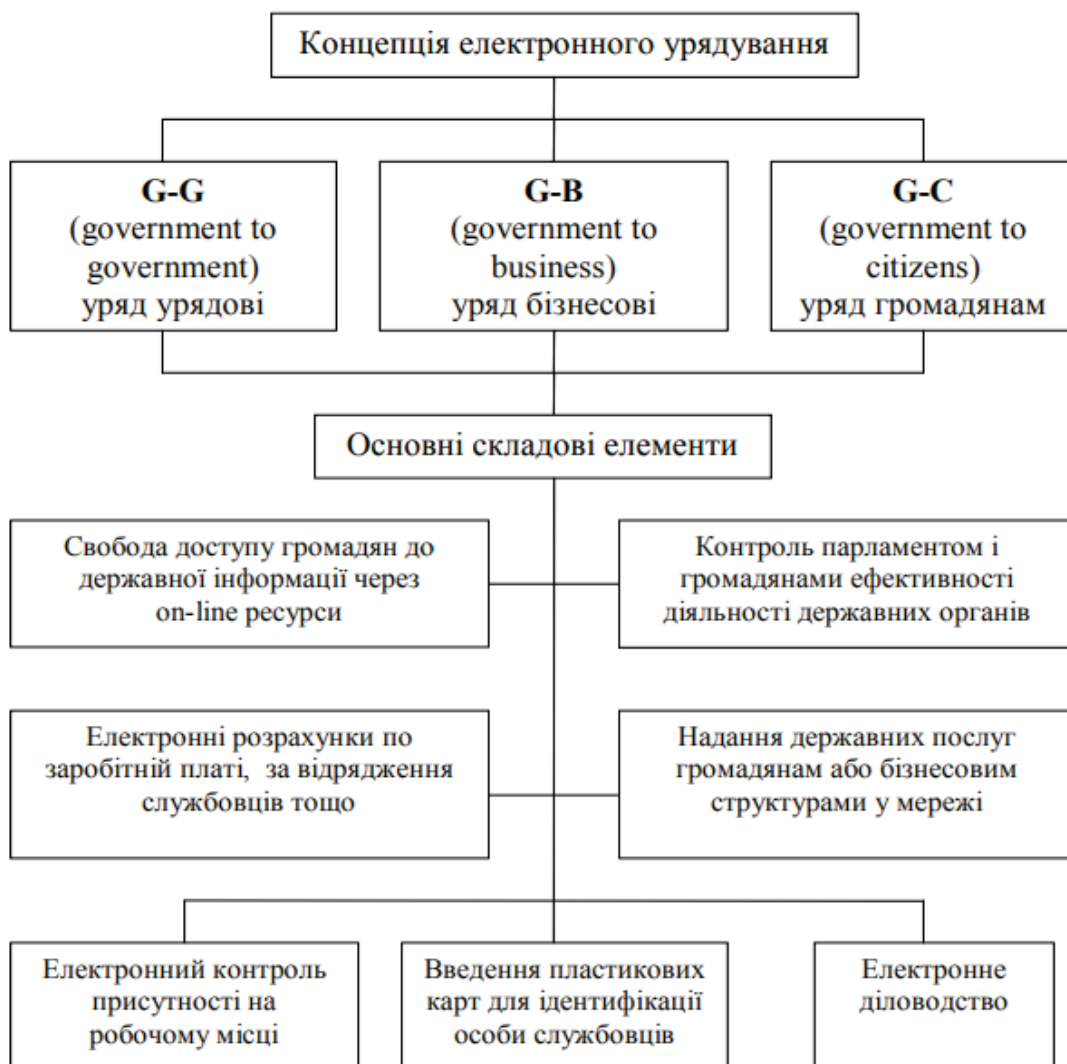 Концепція електронного урядування
G-G
(government to
government)
уряд урядові
G-B
(government to
business)
уряд бізнесові
G-C
(government to
citizens)
уряд громадянам
Основні складові елементи
Свобода доступу громадян до
державної інформації через
on-line ресурси
Контроль парламентом і
громадянами ефективності
діяльності державних органів
Електронні розрахунки по
заробітній платі, за відрядження
службовців тощо
Надання державних послуг
громадянам або бізнесовим
структурами у мережі
Електронний контроль
присутності на
робочому місці
Введення пластикових
карт для ідентифікації
особи службовців
Електронне
діловодство